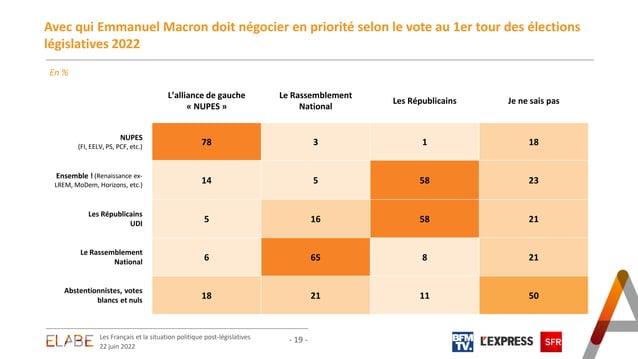 Avec qui Emmanuel Macron doit négocier en priorité selon le vote au 1er tour des élections
législatives 2022
En %
L'alliance de gauche
« NUPES »
Le Rassemblement
National
Les Républicains
Je ne sais pas
NUPES
(FI, EELV, PS, PCF, etc.)
78 3 1 18
Ensemble ! (Renaissance ex-
LREM, MoDem, Horizons, etc.)
14 5 58 23
Les Républicains
UDI
5 16 58 21
Le Rassemblement
National
6 65 8 21
Abstentionnistes, votes
blancs et nuls
18 21 11 50
ELABE
Les Français et la situation politique post-législatives
22 juin 2022
- 19 -
BFM
TV.
L'EXPRESS
SFR